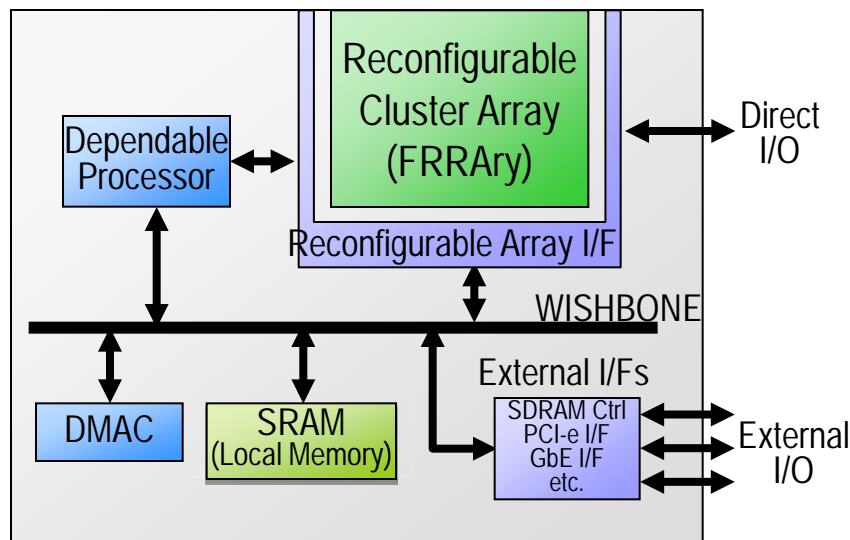 Reconfigurable
Cluster Array
(FRRAry)
Dependable
Processor
Direct
I/O
Reconfigurable Array I/F
WISHBONE
DMAC
SRAM
(Local Memory)
External I/Fs
SDRAM Ctrl
PCI-e I/F
GbE I/F
etc.
External
I/O